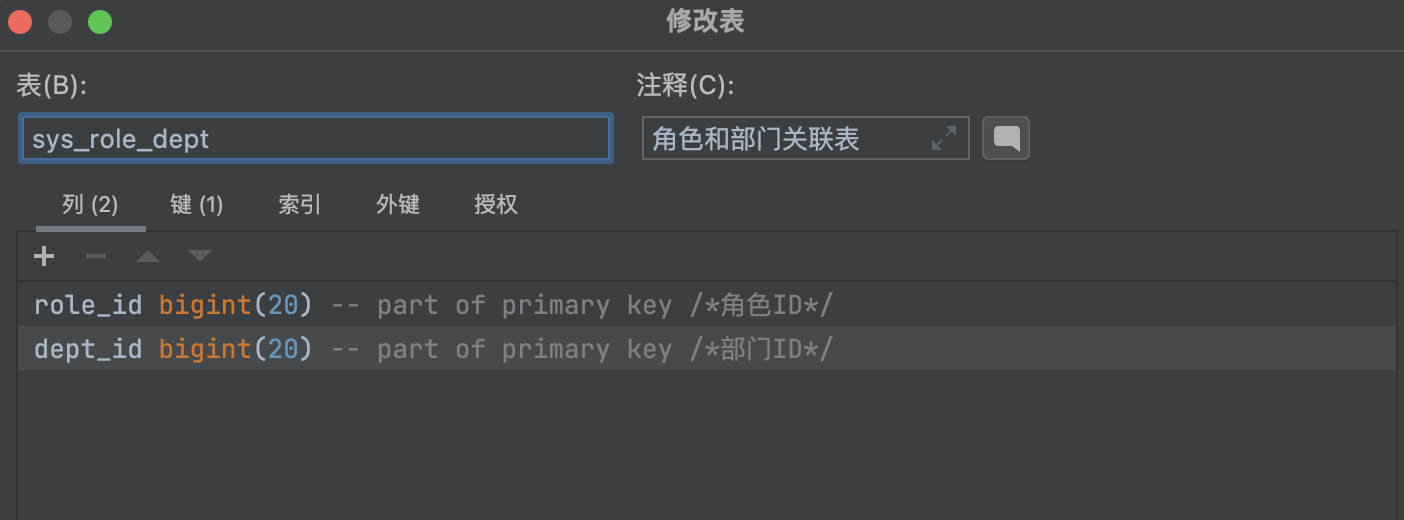 修改表
表(B):
注释(C):
sys_role_dept
角色和部门关联表
列 (2) 键 (1) 索引 外键 授权
role_id bigint(20) -- part of primary key /*角色ID*/
dept_id bigint(20) -- part of primary key /*部门ID*/